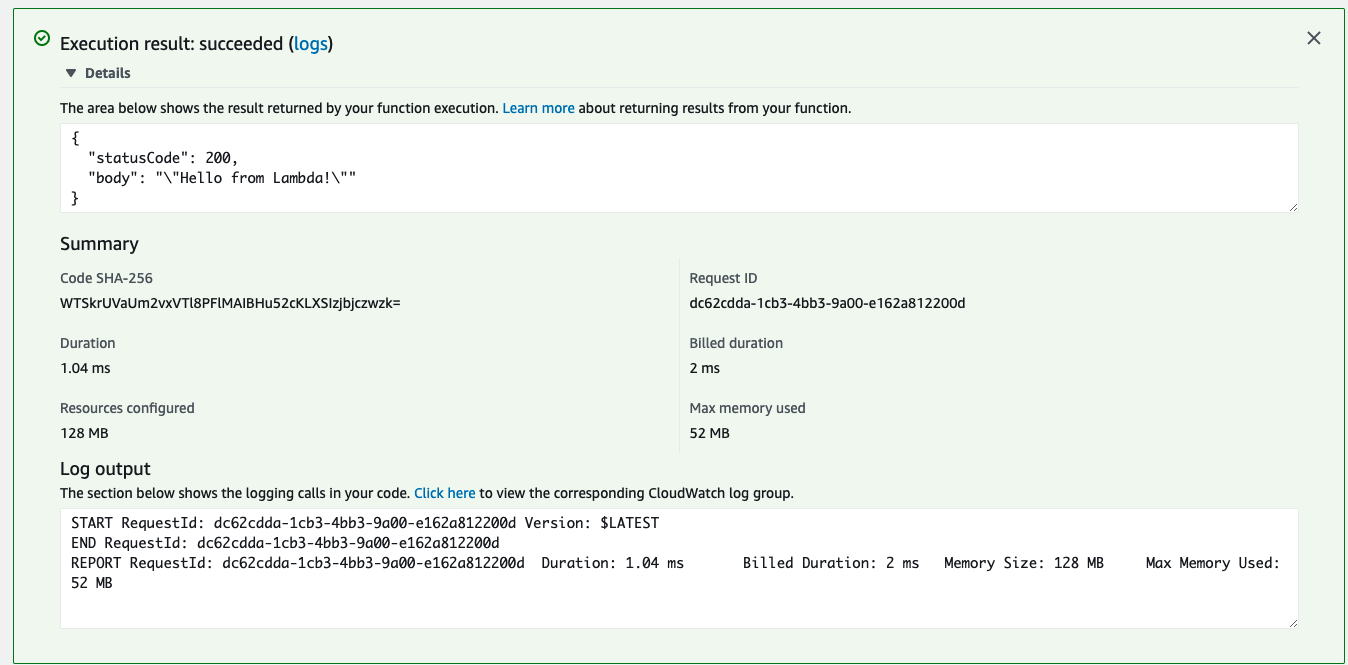 Execution result: succeeded (logs)
Details
The area below shows the result returned by your function execution. Learn more about returning results from your function.
{
"statusCode": 200,
"body": "\"Hello from Lambda!\""
}
Summary
Code SHA-256
WTSkrUVaUm2vxVTl8PFlMAIBHu52cKLXSIzjbjczwzk=
Request ID
dc62cdda-1cb3-4bb3-9a00-e162a812200d
Duration
1.04 ms
Billed duration
2 ms
Resources configured
128 MB
Max memory used
52 MB
Log output
The section below shows the logging calls in your code. Click here to view the corresponding CloudWatch log group.
START RequestId: dc62cdda-1cb3-4bb3-9a00-e162a812200d Version: $LATEST
END RequestId: dc62cdda-1cb3-4bb3-9a00-e162a812200d
REPORT RequestId: dc62cdda-1cb3-4bb3-9a00-e162a812200d  Duration: 1.04 ms       Billed Duration: 2 ms   Memory Size: 128 MB     Max Memory Used:
52 MB